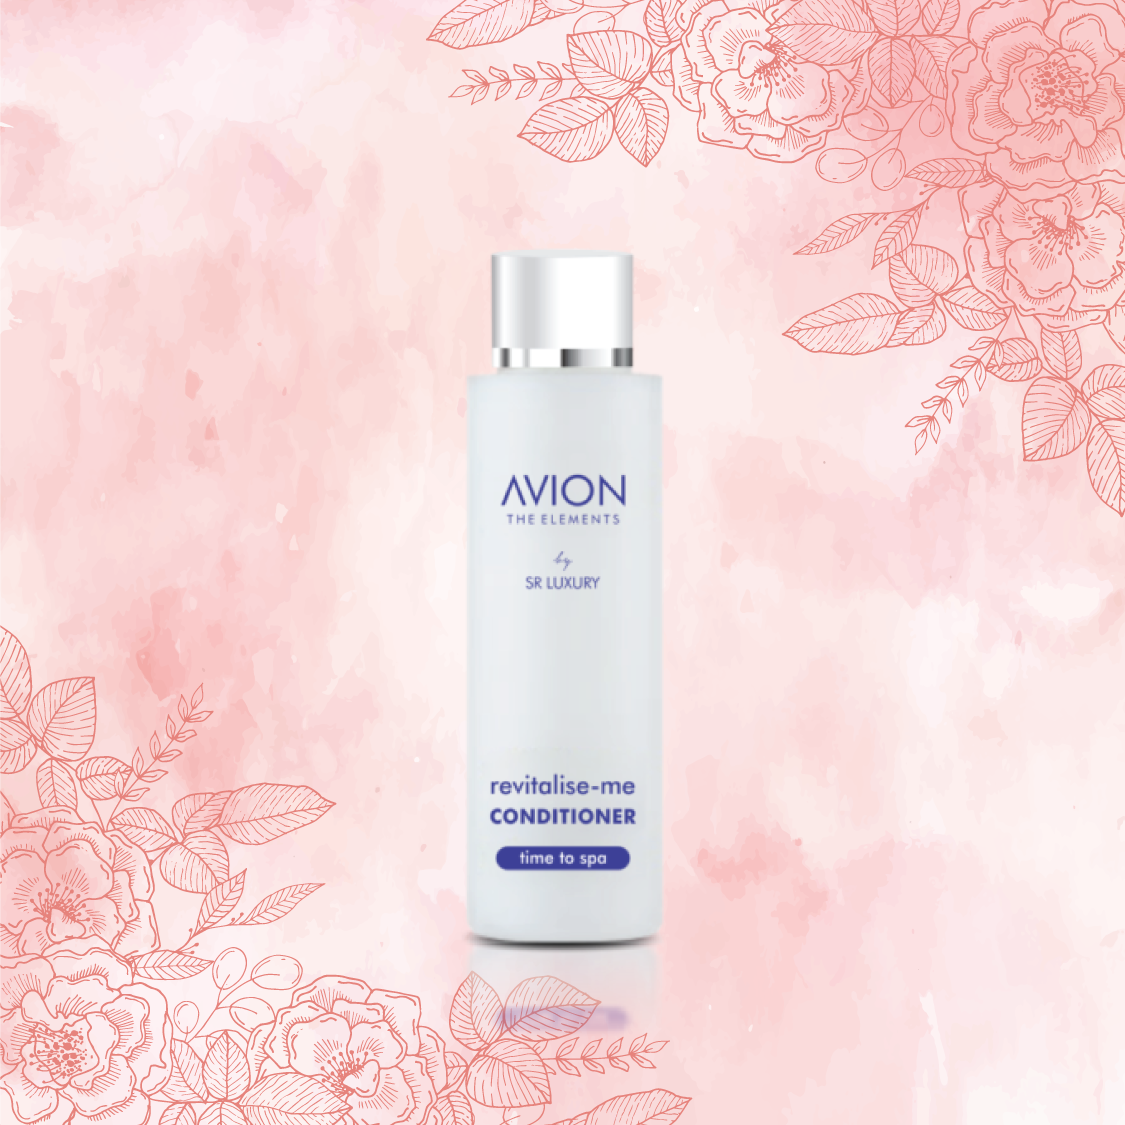 AVION
THE ELEMENTS
by
SR LUXURY
revitalise-me
CONDITIONER
time to spa